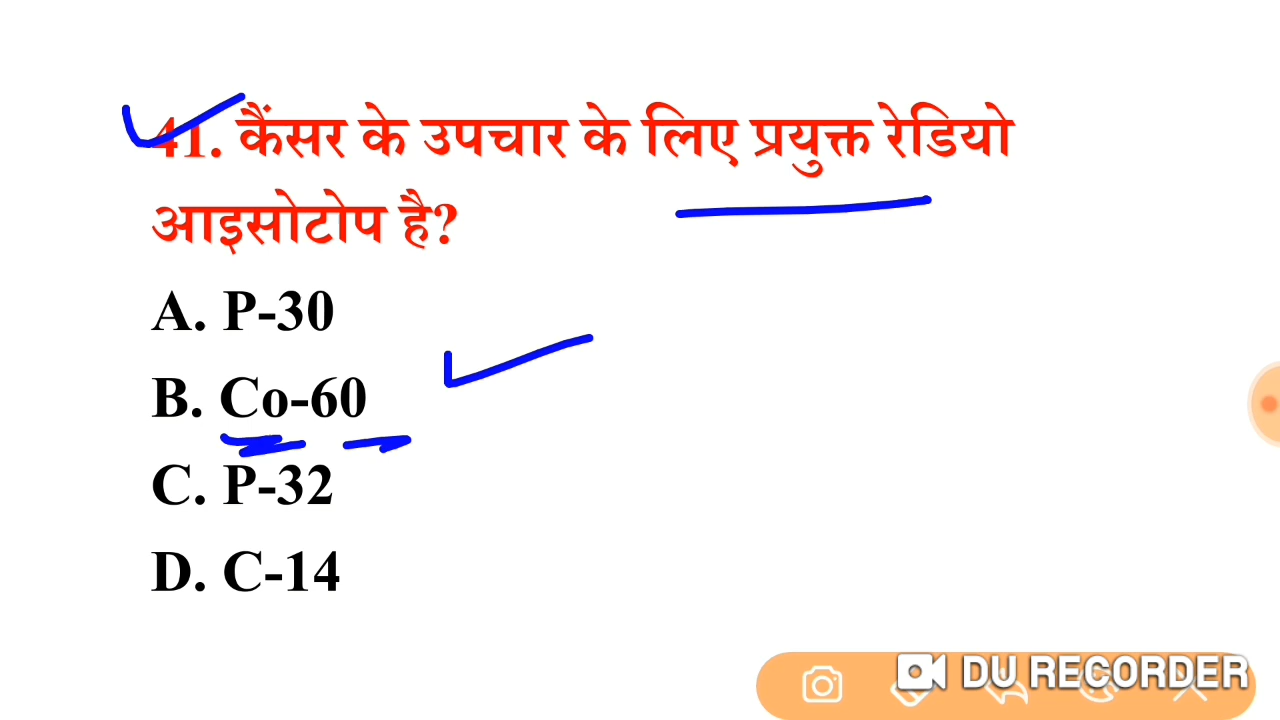 41. कैंसर के उपचार के लिए प्रयुक्त रेडियो
आइसोटोप है?
A. P-30
B. Co-60
C. P-32
D. C-14
DU RECORDER